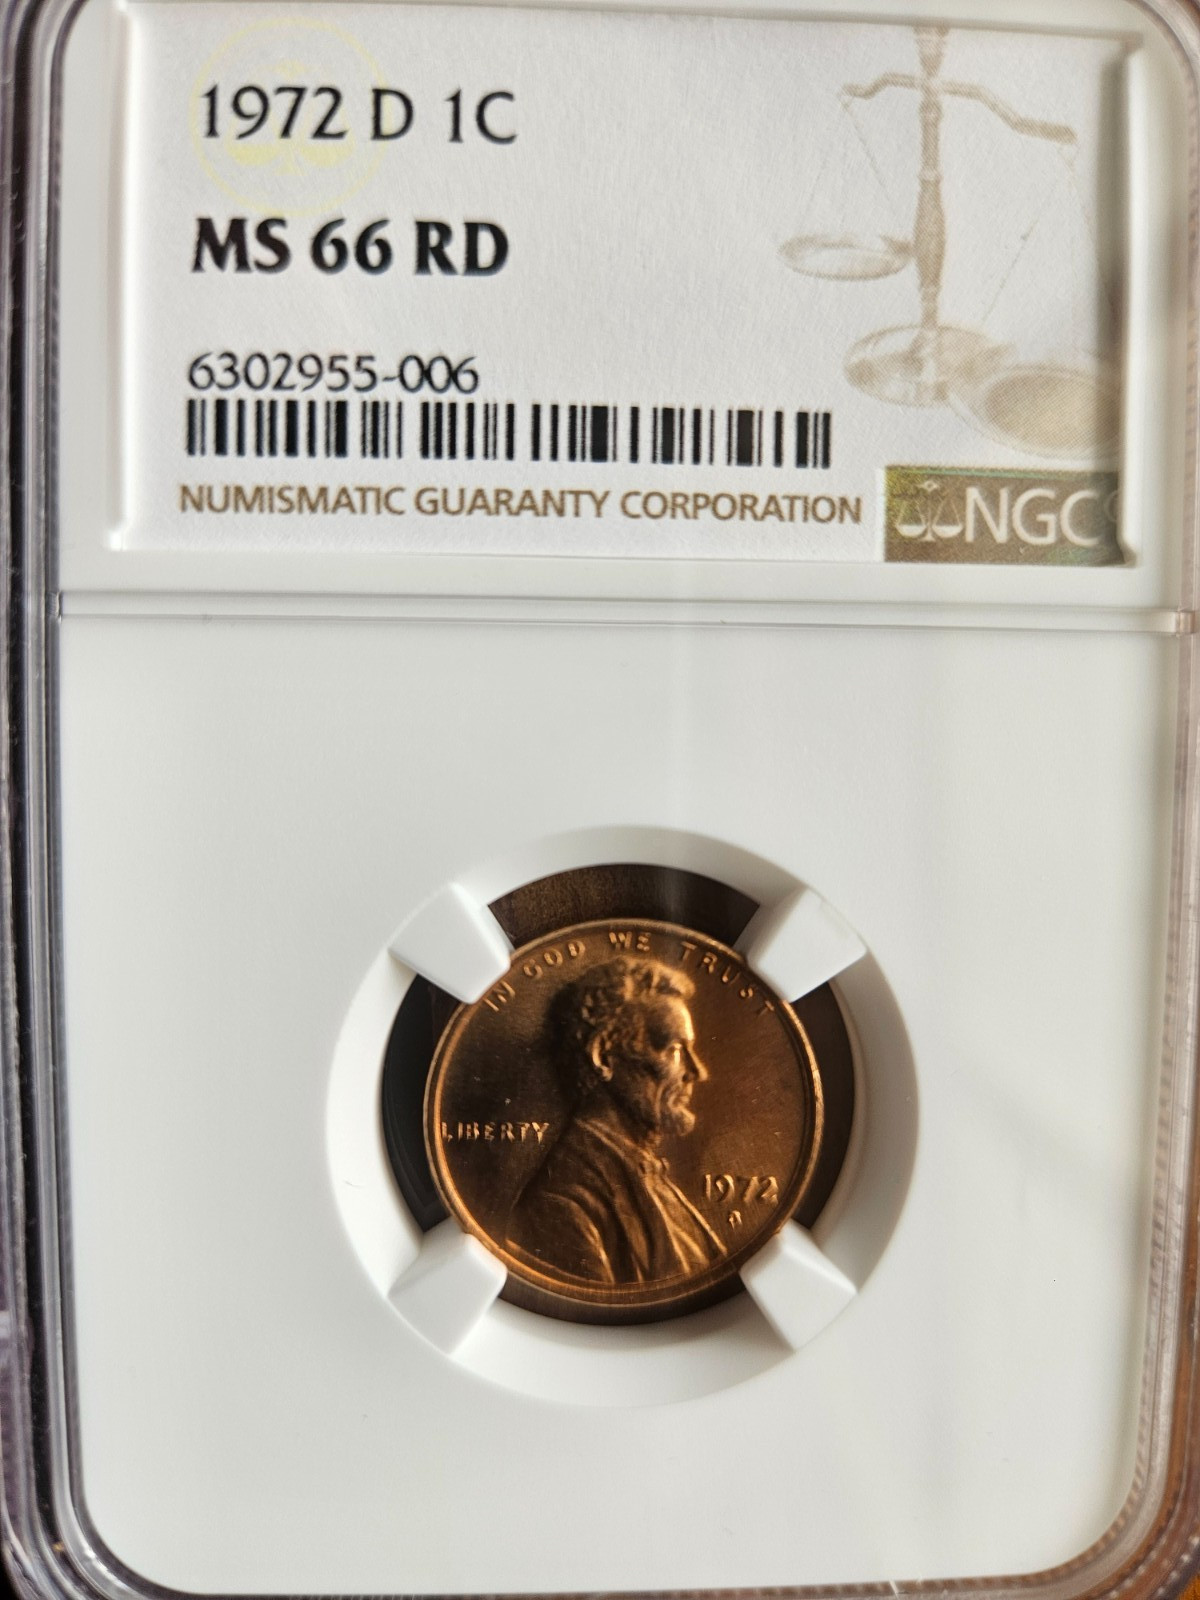 1972 D 1C
MS 66 RD
6302955-006
NUMISMATIC GUARANTY CORPORATION
NGC
IN GOD WE TRUST
LIBERTY
1972
D